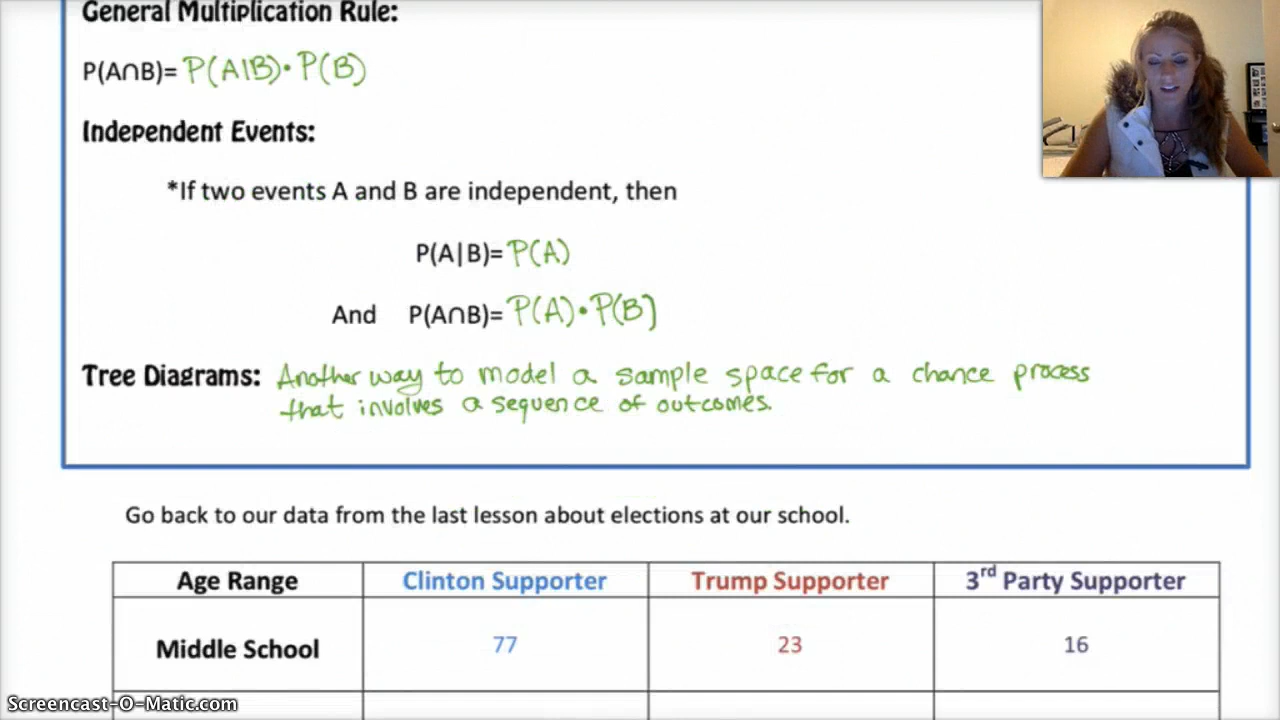 General Multiplication Rule:
P(A∩B)= P(A|B)·P(B)
Independent Events:
*If two events A and B are independent, then
P(A|B)= P(A)
And P(A∩B)= P(A)·P(B]
Tree Diagrams: Another way to model a sample space for a chance process
that involves a sequence of outcomes.
Go back to our data from the last lesson about elections at our school.
Age Range Clinton Supporter Trump Supporter 3rd Party Supporter
Middle School 77 23 16
Screencast-O-Matic.com